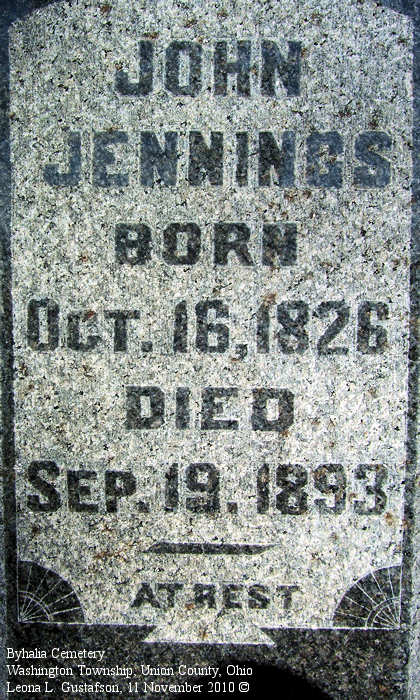 JOHN
JENNINGS
BORN
OCT. 16, 1826
DIED
SEP. 19. 1893
AT REST
Byhalia Cemetery
Washington Township, Union County, Ohio
Leona L. Gustafson, 11 November 2010 ©